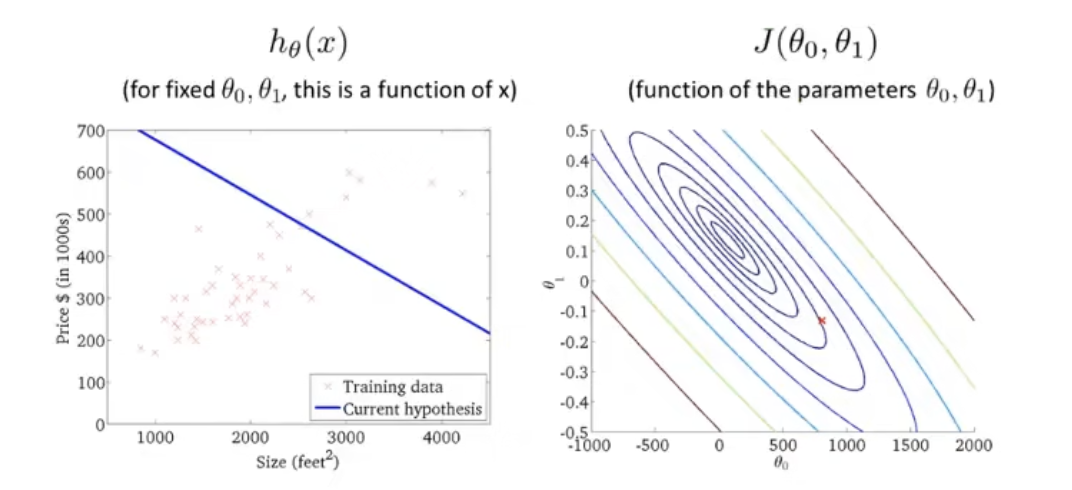 hθ(x)
(for fixed θ0, θ1, this is a function of x)
700
600
500
400
300
200
100
0
Price $ (in 1000s)
1000 2000 3000 4000
Size (feet²)
Training data
Current hypothesis
J(θ0, θ1)
(function of the parameters θ0, θ1)
0.5
0.4
0.3
0.2
0.1
0
-0.1
-0.2
-0.3
-0.4
-0.5
θ1
-1000 -500 0 500 1000 1500 2000
θ0